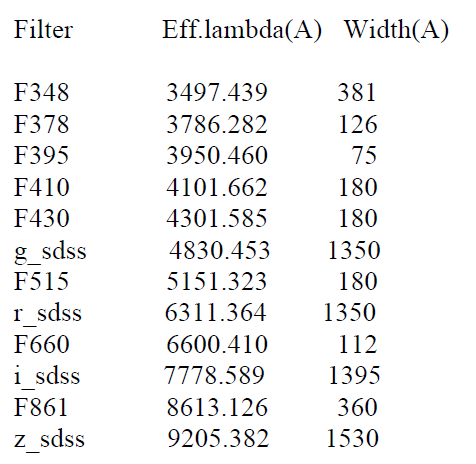 Filter Eff.lambda(A) Width(A)
F348 3497.439 381
F378 3786.282 126
F395 3950.460 75
F410 4101.662 180
F430 4301.585 180
g_sdss 4830.453 1350
F515 5151.323 180
r_sdss 6311.364 1350
F660 6600.410 112
i_sdss 7778.589 1395
F861 8613.126 360
z_sdss 9205.382 1530